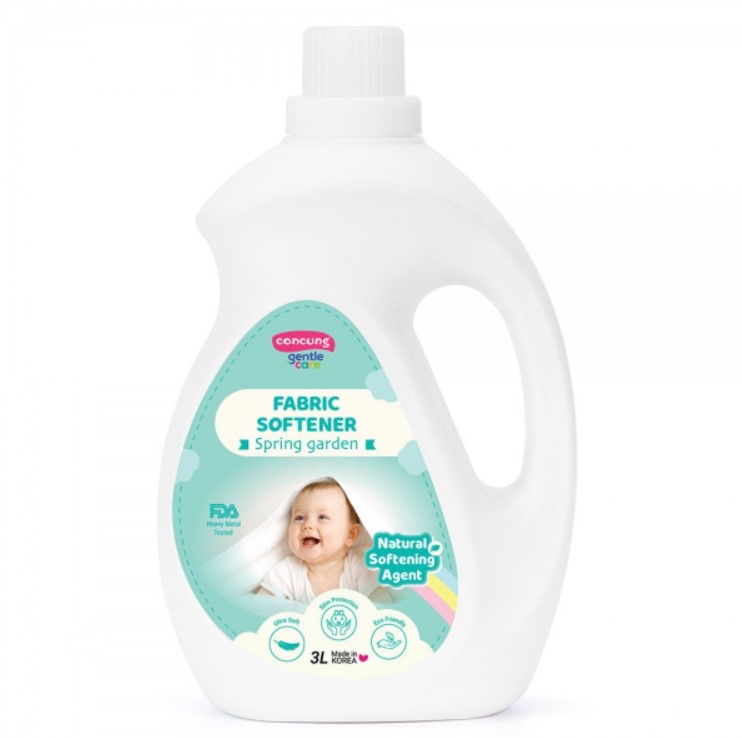 concung
gentle
care
FABRIC
SOFTENER
Spring garden
FDA
Heavy Metal
Tested
Natural
Softening
Agent
Ultra Soft
Skin Protection
Eco Friendly
3L Made in
KOREA